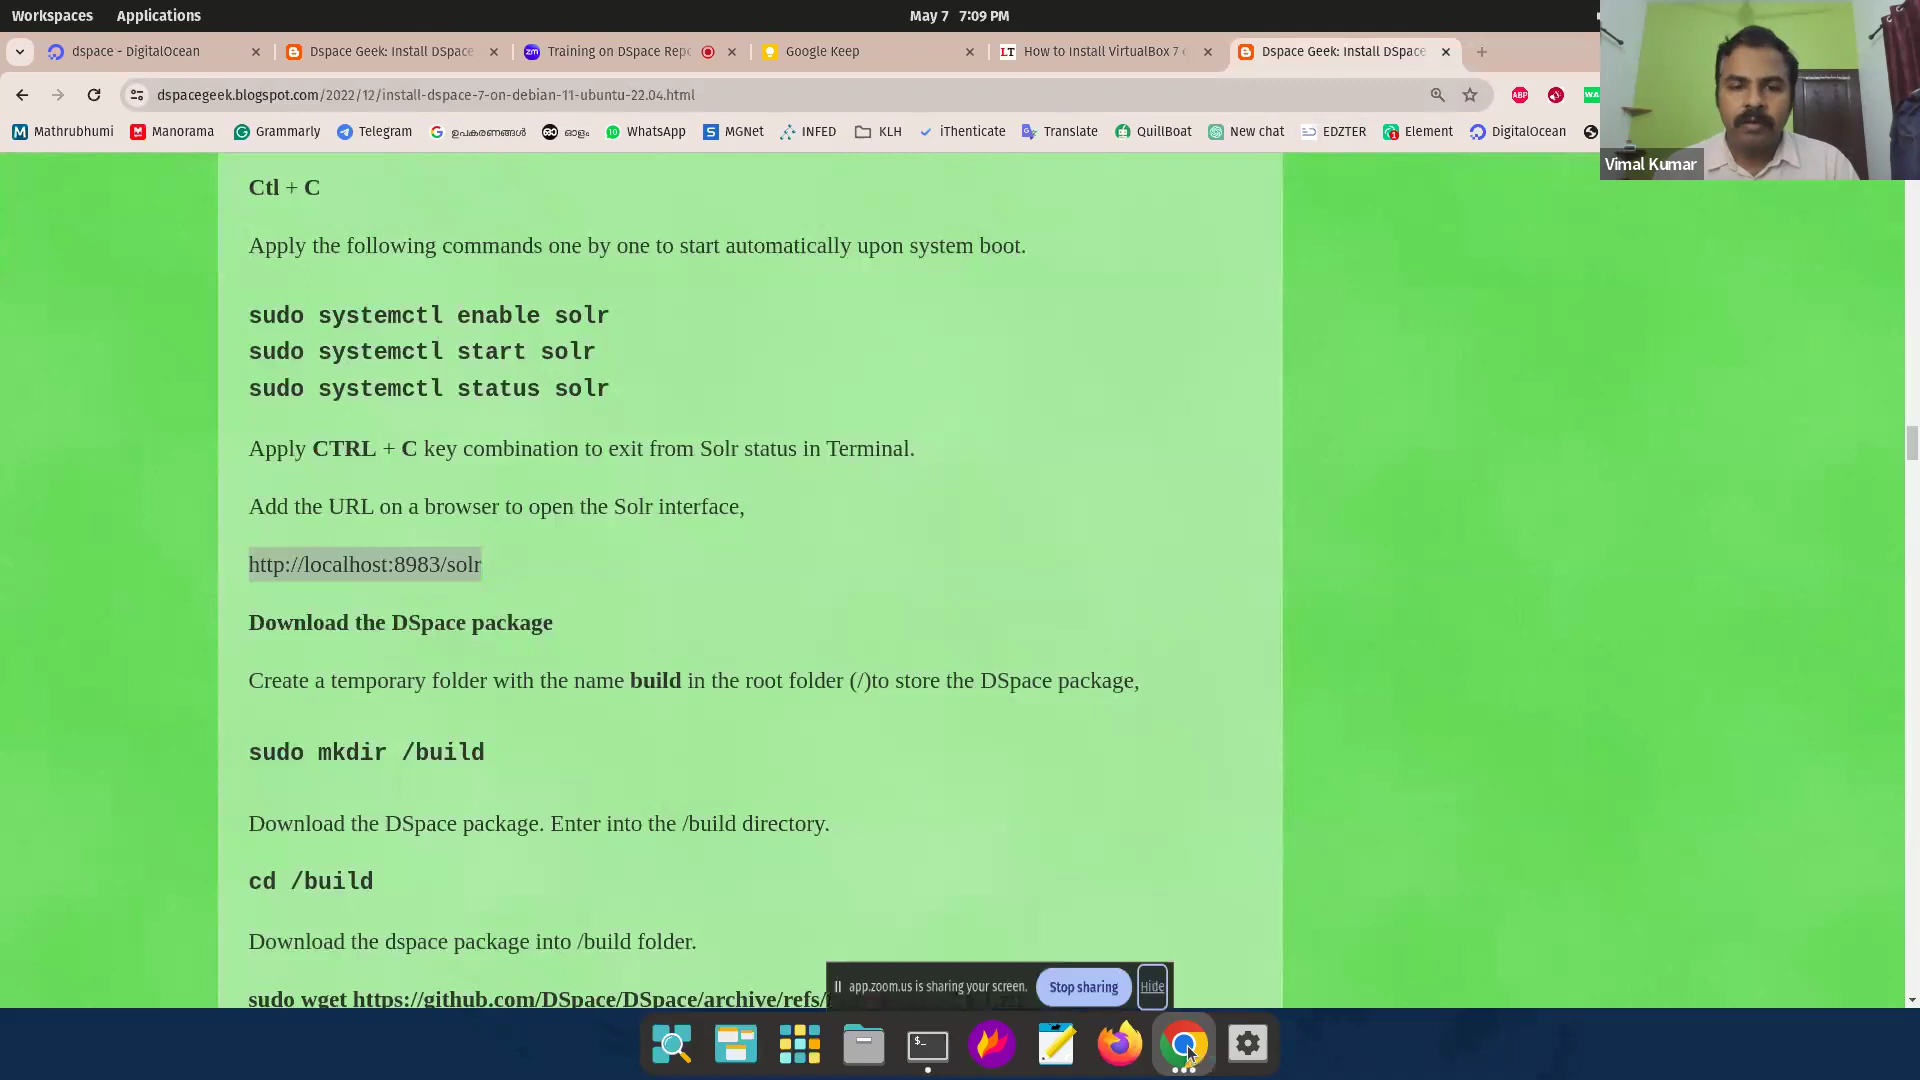 Workspaces Applications May 7 7:09 PM
dspace - DigitalOcean
Dspace Geek: Install DSpace
zm Training on DSpace Repo
Google Keep
LT How to Install VirtualBox 7
Dspace Geek: Install DSpace
dspacegeek.blogspot.com/2022/12/install-dspace-7-on-debian-11-ubuntu-22.04.html
ABP
WA
Mathrubhumi Manorama Grammarly Telegram ഉപകരണങ്ങൾ ഓളം WhatsApp MGNet INFED KLH iThenticate Translate QuillBoat New chat EDZTER Element DigitalOcean
Vimal Kumar
Ctl + C
Apply the following commands one by one to start automatically upon system boot.
sudo systemctl enable solr
sudo systemctl start solr
sudo systemctl status solr
Apply CTRL + C key combination to exit from Solr status in Terminal.
Add the URL on a browser to open the Solr interface,
http://localhost:8983/solr
Download the DSpace package
Create a temporary folder with the name build in the root folder (/)to store the DSpace package,
sudo mkdir /build
Download the DSpace package. Enter into the /build directory.
cd /build
Download the dspace package into /build folder.
sudo wget https://github.com/DSpace/DSpace/archive/refs/
app.zoom.us is sharing your screen. Stop sharing Hide